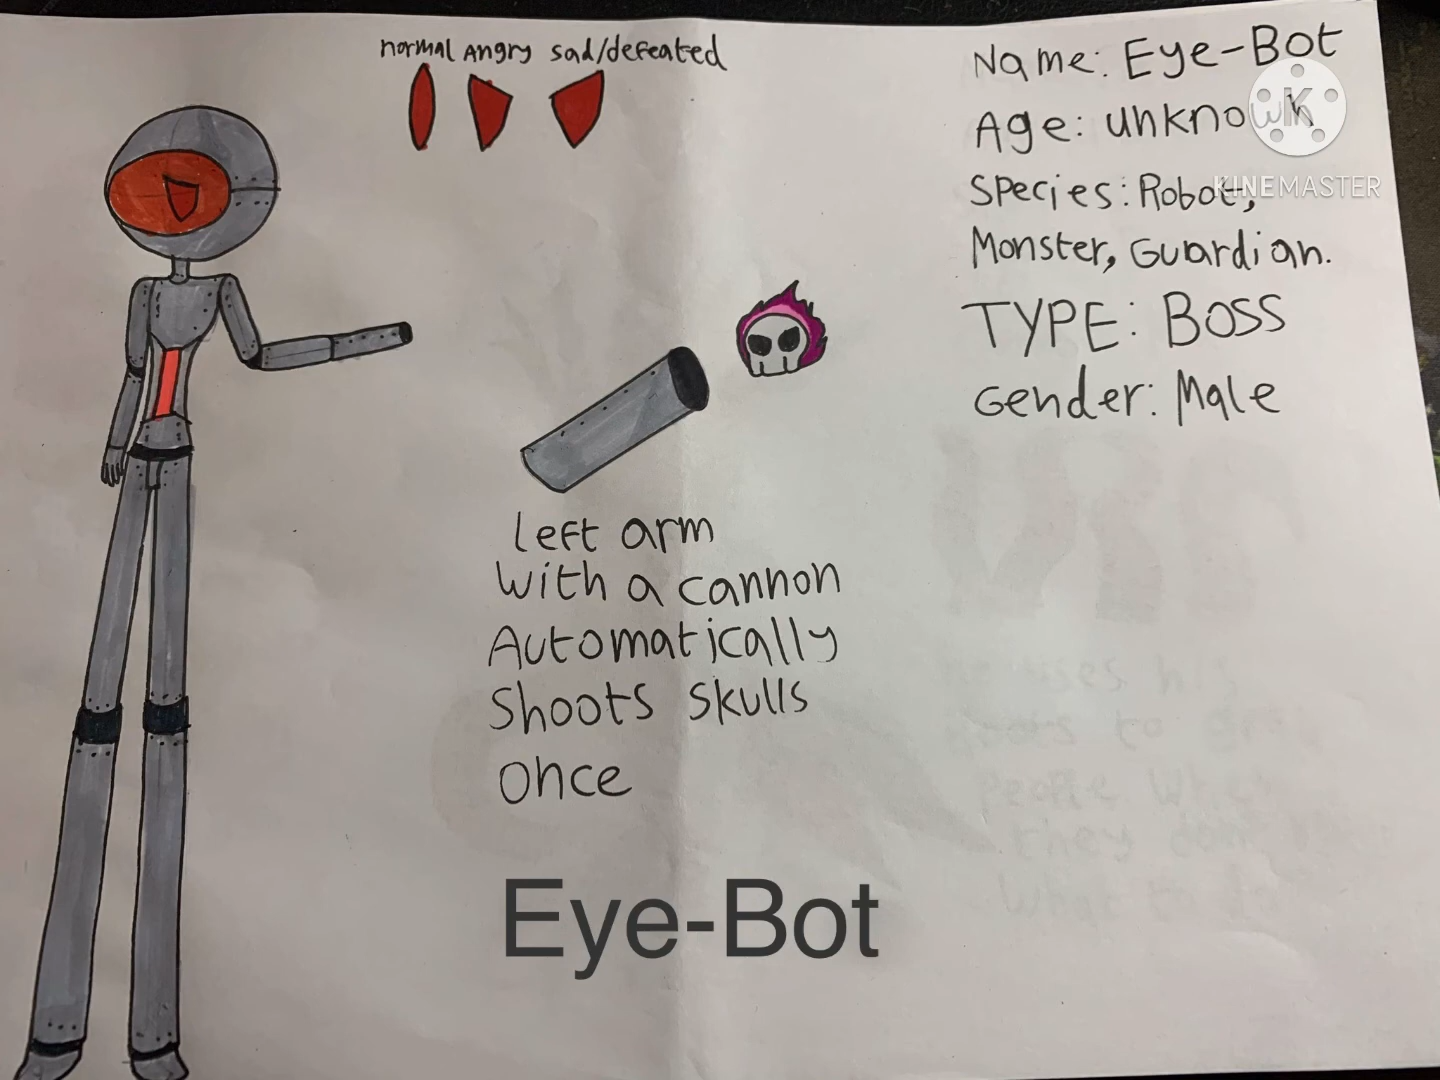 normal Angry sad/defeated
Name: Eye-Bot
Age: unknown
Species: Robot,
Monster, Guardian.
TYPE: BOSS
Gender: Male
KINEMASTER
Left arm
With a cannon
Automatically
Shoots skulls
Once
Eye-Bot